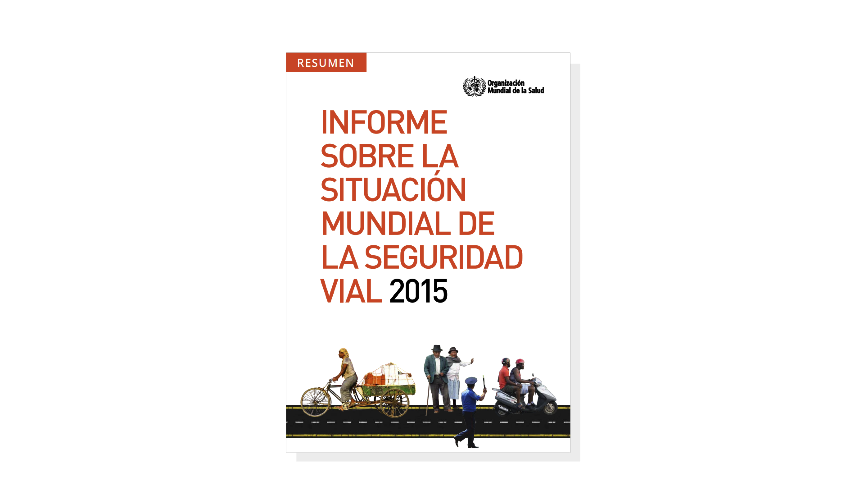 RESUMEN
Organización
Mundial de la Salud
INFORME
SOBRE LA
SITUACIÓN
MUNDIAL DE
LA SEGURIDAD
VIAL 2015